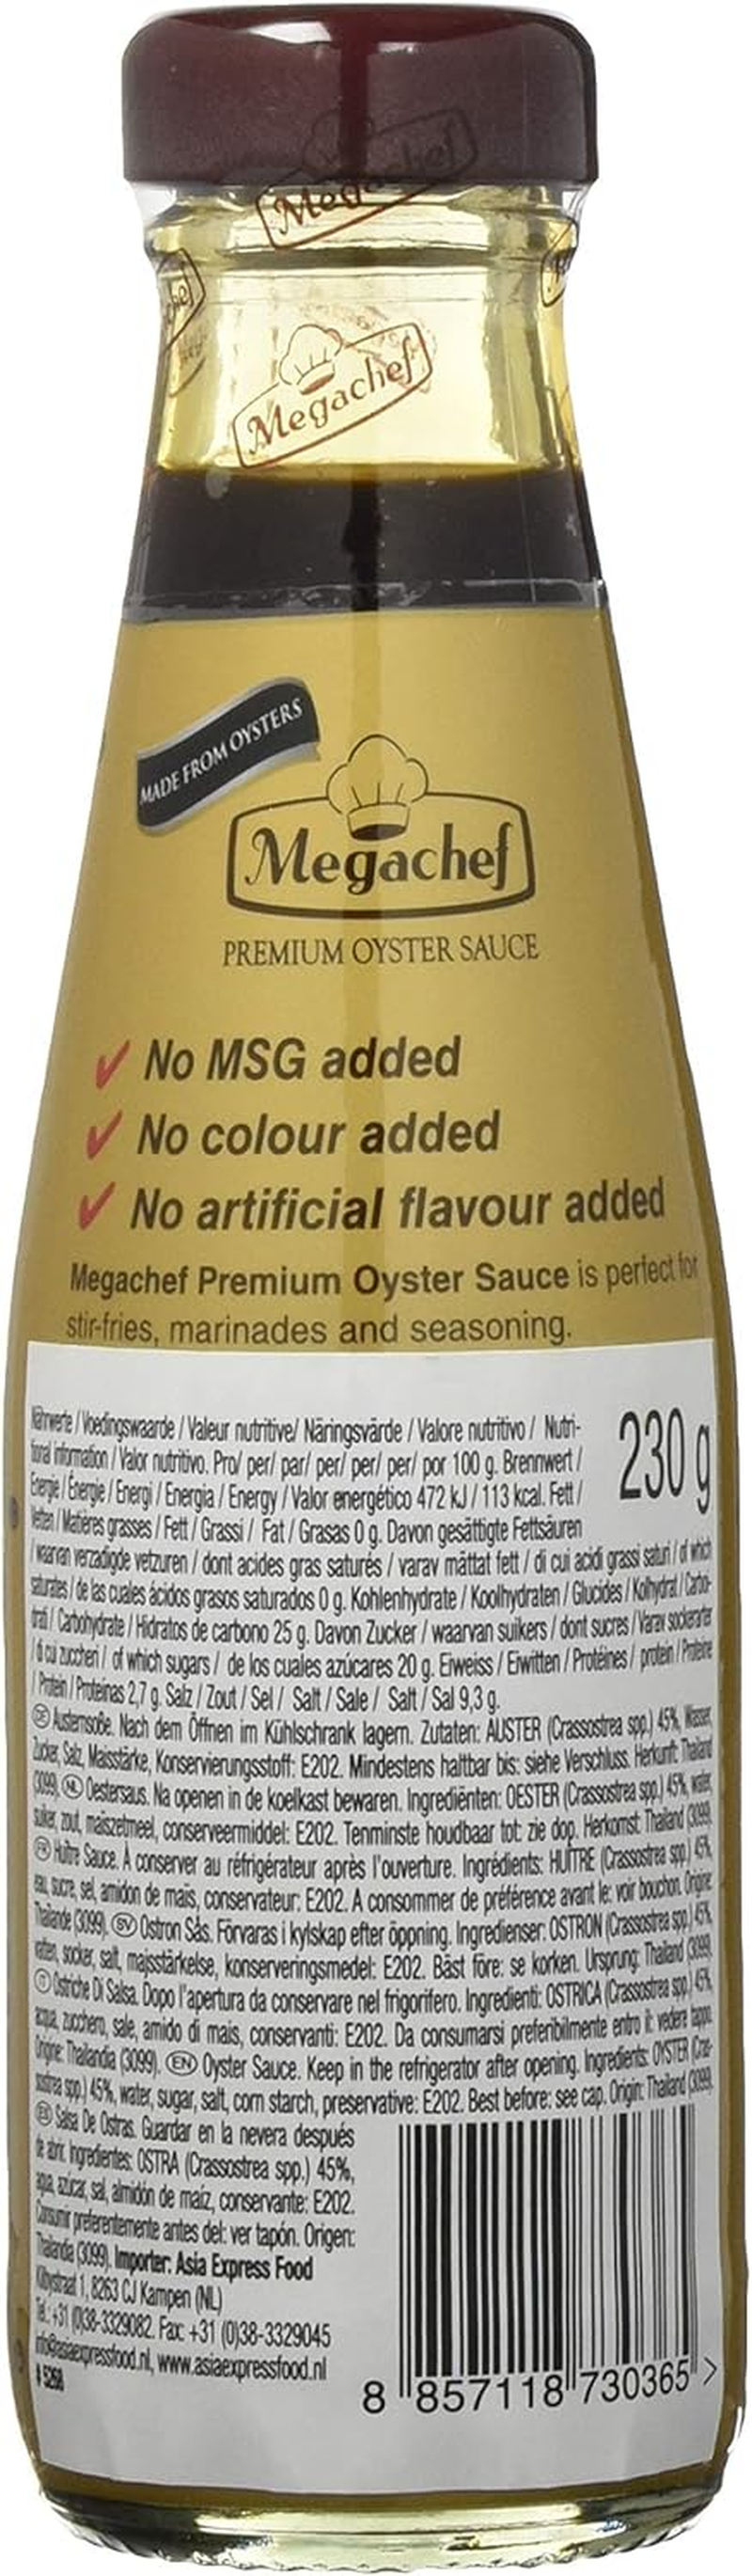 Megachef
Megachef
MADE FROM OYSTERS
Megachef
PREMIUM OYSTER SAUCE
No MSG added
No colour added
No artificial flavour added
Megachef Premium Oyster Sauce is perfect for
stir-fries, marinades and seasoning.
230 g
Nährwerte / Voedingswaarde / Valeur nutritive/ Näringsvärde / Valore nutritivo / Nutri-
tional information / Valor nutritivo. Pro/ per/ par/ per/ per/ per/ por 100 g. Brennwert /
Energie / Énergie / Energi / Energia / Energy / Valor energético 472 kJ / 113 kcal. Fett /
Vetten / Matières grasses / Fett / Grassi / Fat / Grasas 0 g. Davon gesättigte Fettsäuren
/ waarvan verzadigde vetzuren / dont acides gras saturés / varav mättat fett / di cui acidi grassi saturi / of which
saturates / de las cuales ácidos grasos saturados 0 g. Kohlenhydrate / Koolhydraten / Glucides / Kolhydrat / Carbo-
drati / Carbohydrate / Hidratos de carbono 25 g. Davon Zucker / waarvan suikers / dont sucres / Varav sockerarter
/ di cui zuccheri / of which sugars / de los cuales azúcares 20 g. Eiweiss / Eiwitten / Protéines / protein / Proteine
/ Protein / Proteínas 2,7 g. Salz / Zout / Sel / Salt / Sale / Salt / Sal 9,3 g.
DE Austernsoße. Nach dem Öffnen im Kühlschrank lagern. Zutaten: AUSTER (Crassostrea spp.) 45%, Wasser,
Zucker, Salz, Maisstärke, Konservierungsstoff: E202. Mindestens haltbar bis: siehe Verschluss. Herkunft: Thailand
(3099). NL Oestersaus. Na openen in de koelkast bewaren. Ingrediënten: OESTER (Crassostrea spp.) 45%, water,
suiker, zout, maïszetmeel, conserveermiddel: E202. Tenminste houdbaar tot: zie dop. Herkomst: Thailand (3099).
FR Huître Sauce. À conserver au réfrigérateur après l'ouverture. Ingrédients: HUÎTRE (Crassostrea spp.) 45%,
eau, sucre, sel, amidon de maïs, conservateur: E202. A consommer de préférence avant le: voir bouchon. Origine:
Thaïlande (3099). SV Ostron Sås. Förvaras i kylskap efter öppning. Ingredienser: OSTRON (Crassostrea spp.) 45%,
vatten, socker, salt, majsstärkelse, konserveringsmedel: E202. Bäst före: se korken. Ursprung: Thailand (3099).
IT Ostriche Di Salsa. Dopo l'apertura da conservare nel frigorifero. Ingredienti: OSTRICA (Crassostrea spp.) 45%,
acqua, zucchero, sale, amido di mais, conservanti: E202. Da consumarsi preferibilmente entro il: vedere tappo.
Origine: Thailandia (3099). EN Oyster Sauce. Keep in the refrigerator after opening. Ingredients: OYSTER (Cras-
sostrea spp.) 45%, water, sugar, salt, corn starch, preservative: E202. Best before: see cap. Origin: Thailand (3099).
ES Salsa De Ostras. Guardar en la nevera después
de abrir. Ingredientes: OSTRA (Crassostrea spp.) 45%,
agua, azúcar, sal, almidón de maíz, conservante: E202.
Consumir preferentemente antes del: ver tapón. Origen:
Thailanda (3099). Importer: Asia Express Food
Kilbystraat 1, 8263 CJ Kampen (NL)
Tel.: +31 (0)38-3329082. Fax: +31 (0)38-3329045
info@asiaexpressfood.nl, www.asiaexpressfood.nl
# 5268
8 857118 730365 >